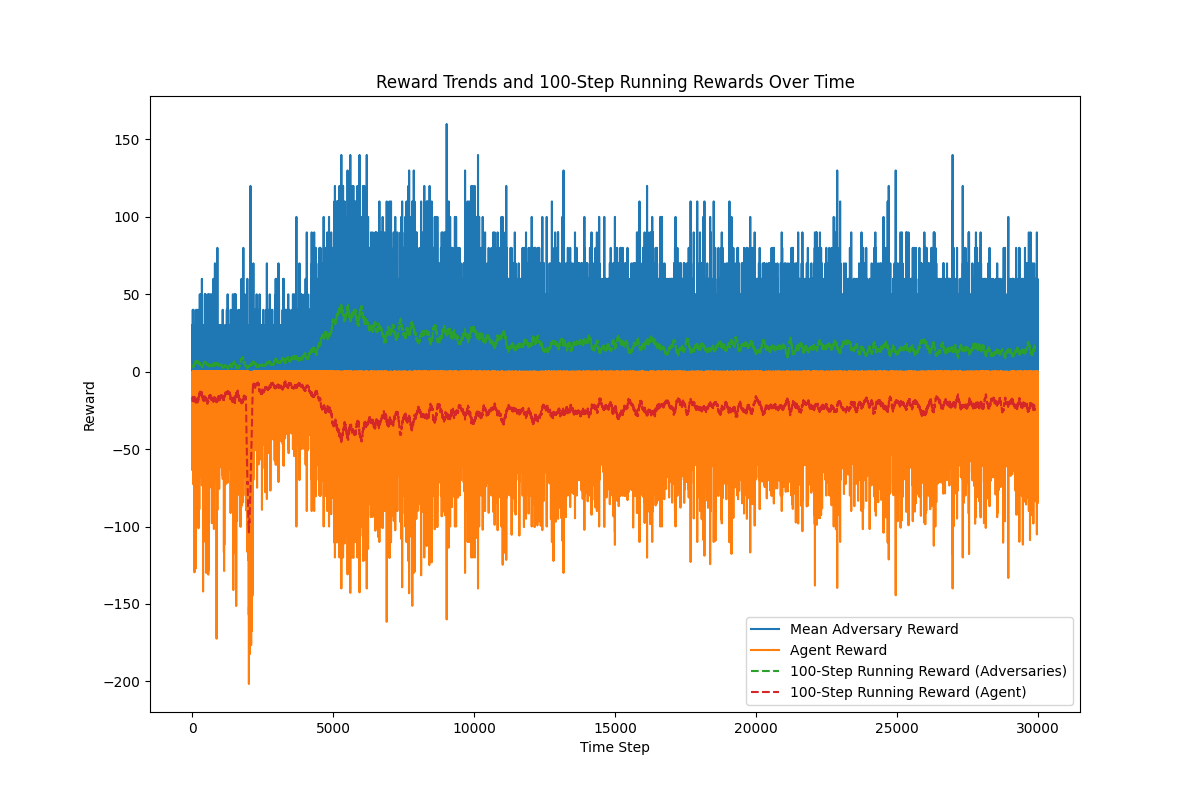 Reward Trends and 100-Step Running Rewards Over Time
150
100
50
0
−50
−100
−150
−200
Reward
0 5000 10000 15000 20000 25000 30000
Time Step
Mean Adversary Reward
Agent Reward
100-Step Running Reward (Adversaries)
100-Step Running Reward (Agent)